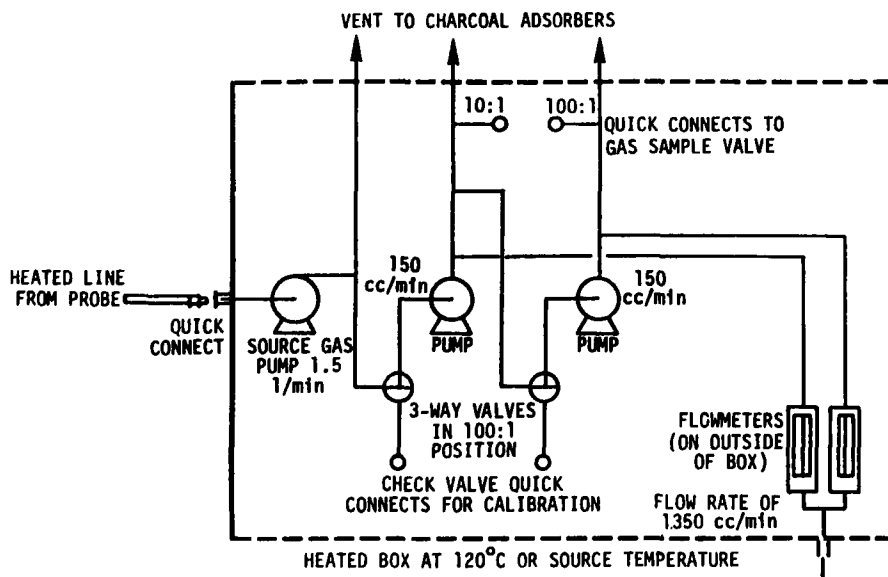 VENT TO CHARCOAL ADSORBERS
10:1
100:1
QUICK CONNECTS TO
GAS SAMPLE VALVE
HEATED LINE
FROM PROBE
QUICK
CONNECT
SOURCE GAS
PUMP 1.5
l/min
150
cc/min
PUMP
150
cc/min
PUMP
3-WAY VALVES
IN 100:1
POSITION
CHECK VALVE QUICK
CONNECTS FOR CALIBRATION
FLOWMETERS
(ON OUTSIDE
OF BOX)
FLOW RATE OF
1350 cc/min
HEATED BOX AT 120°C OR SOURCE TEMPERATURE